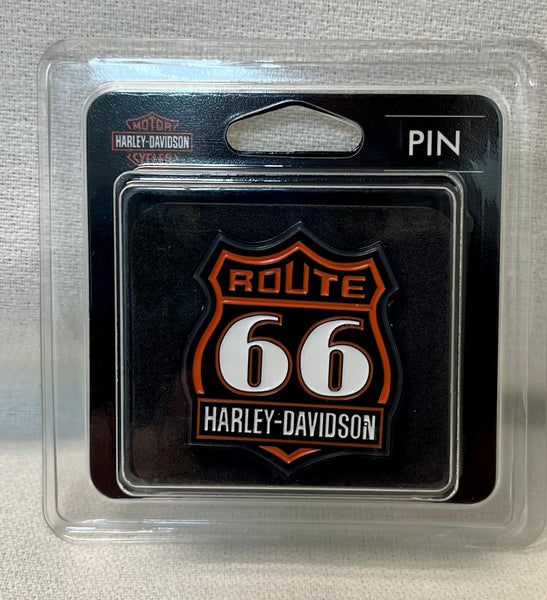 MOTOR
HARLEY-DAVIDSON
CYCLES
PIN
ROUTE
66
HARLEY-DAVIDSON